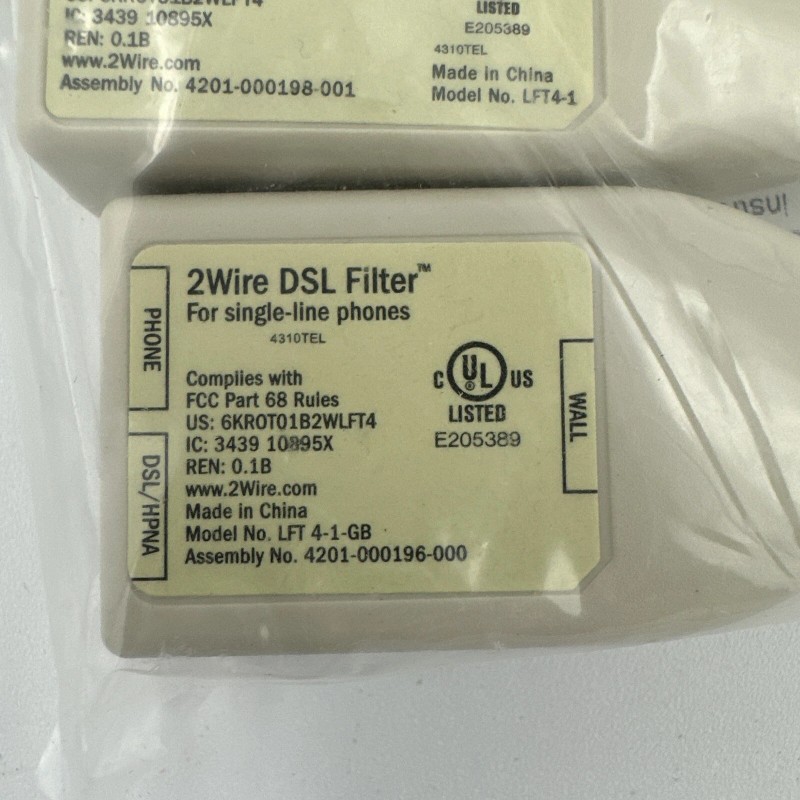 IC: 3439 10895X
REN: 0.1B
www.2Wire.com
Assembly No. 4201-000198-001
LISTED
E205389
4310TEL
Made in China
Model No. LFT4-1
2Wire DSL Filter™
For single-line phones
4310TEL
Complies with
FCC Part 68 Rules
US: 6KROT01B2WLFT4
IC: 3439 10895X
REN: 0.1B
www.2Wire.com
Made in China
Model No. LFT 4-1-GB
Assembly No. 4201-000196-000
PHONE
DSL/HPNA
C UL® US
LISTED
E205389
WALL